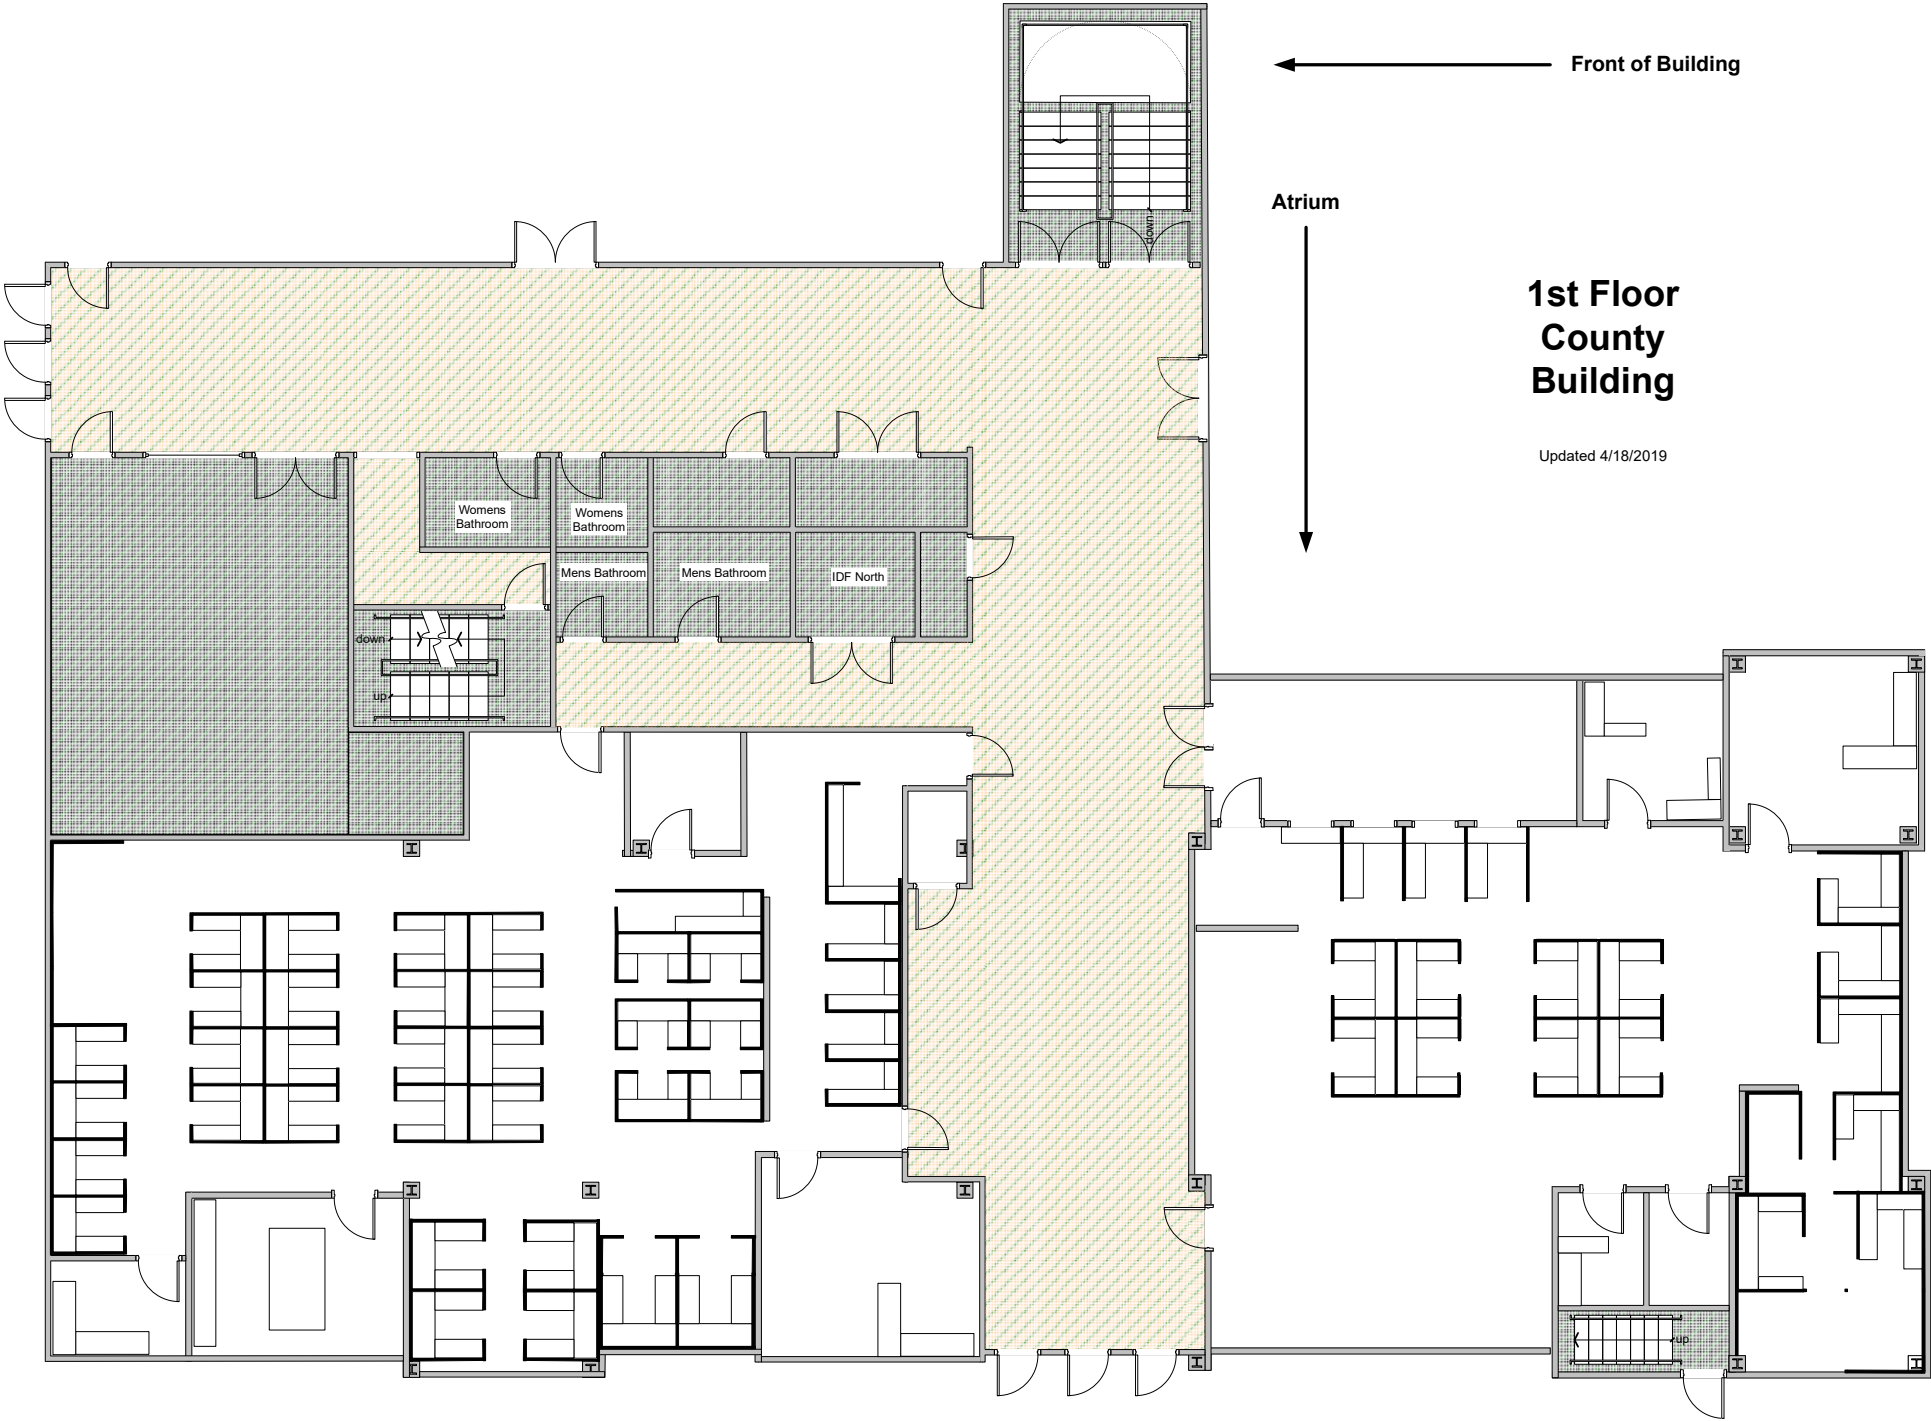 Front of Building
Atrium
1st Floor
County
Building
Updated 4/18/2019
down
Womens
Bathroom
Womens
Bathroom
Mens Bathroom
Mens Bathroom
IDF North
down
up
up